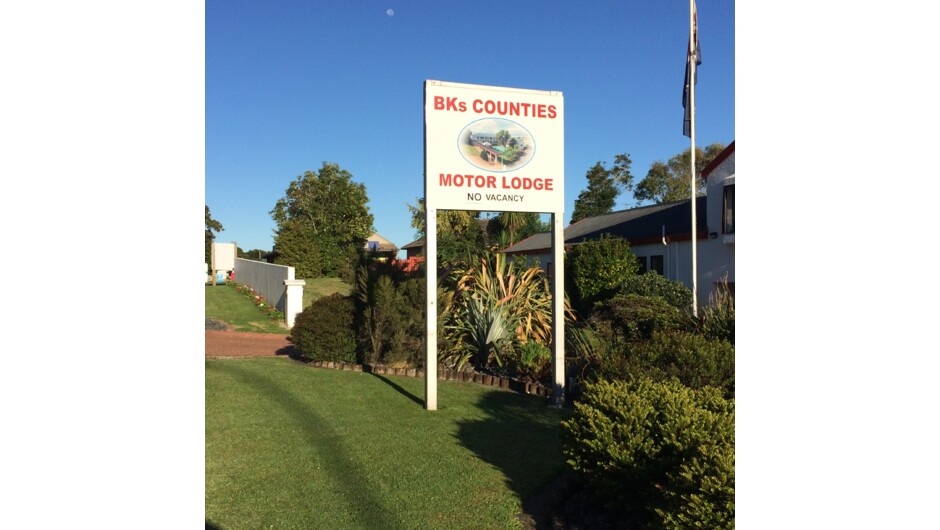 BKs COUNTIES
MOTOR LODGE
NO VACANCY